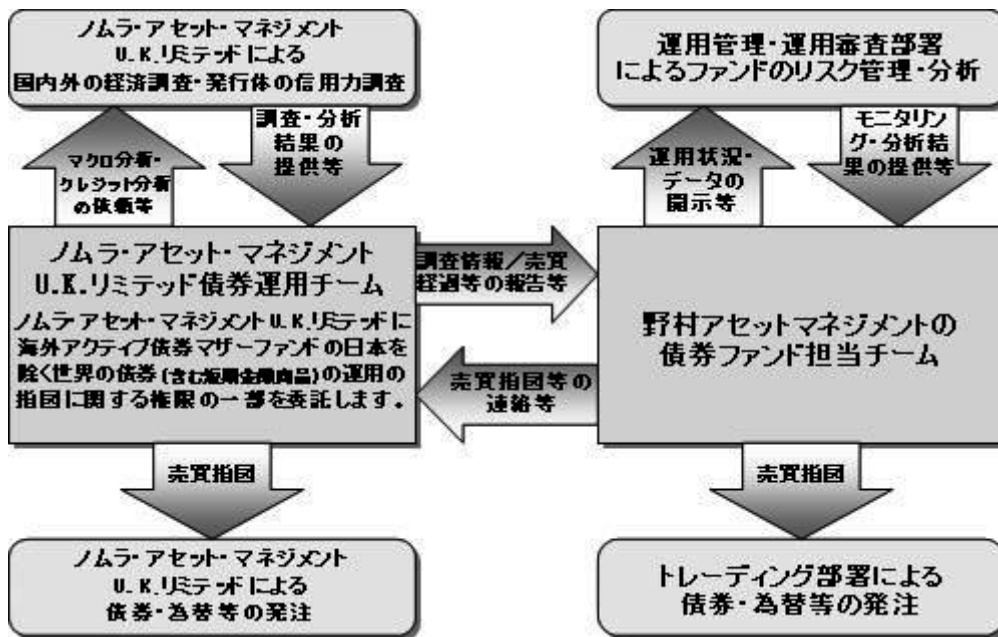 ノムラ・アセット・マネジメント
U.K.リミテッドによる
国内外の経済調査・発行体の信用力調査
運用管理・運用審査部署
によるファンドのリスク管理・分析
マクロ分析・
クレジット分析
の依頼等
調査・分析
結果の
提供等
運用状況・
データの
開示等
モニタリン
グ・分析結
果の提供等
ノムラ・アセット・マネジメント
U.K.リミテッド債券運用チーム
ノムラ・アセット・マネジメントU.K.リミテッドに
海外アクティブ債券マザーファンドの日本を
除く世界の債券(含む短期金融商品)の運用の
指図に関する権限の一部を委託します。
調査情報/売買
経過等の報告等
売買指図等の
連絡等
野村アセットマネジメントの
債券ファンド担当チーム
売買指図
売買指図
ノムラ・アセット・マネジメント
U.K.リミテッドによる
債券・為替等の発注
トレーディング部署による
債券・為替等の発注